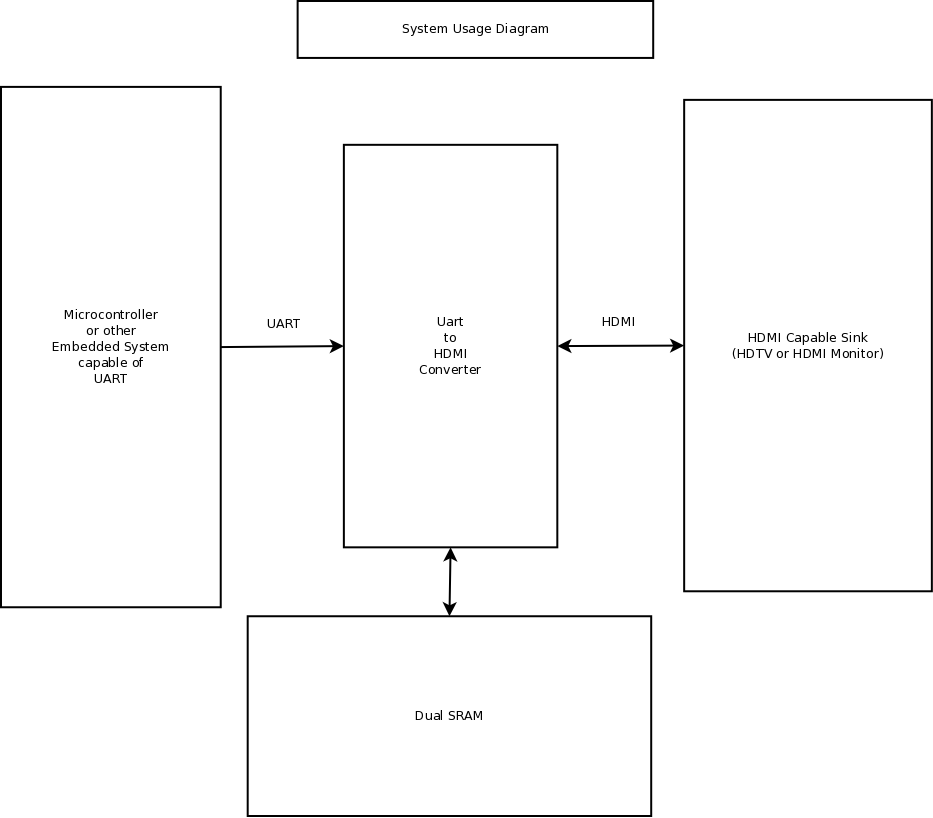 System Usage Diagram
Microcontroller
or other
Embedded System
capable of
UART
UART
Uart
to
HDMI
Converter
HDMI
HDMI Capable Sink
(HDTV or HDMI Monitor)
Dual SRAM